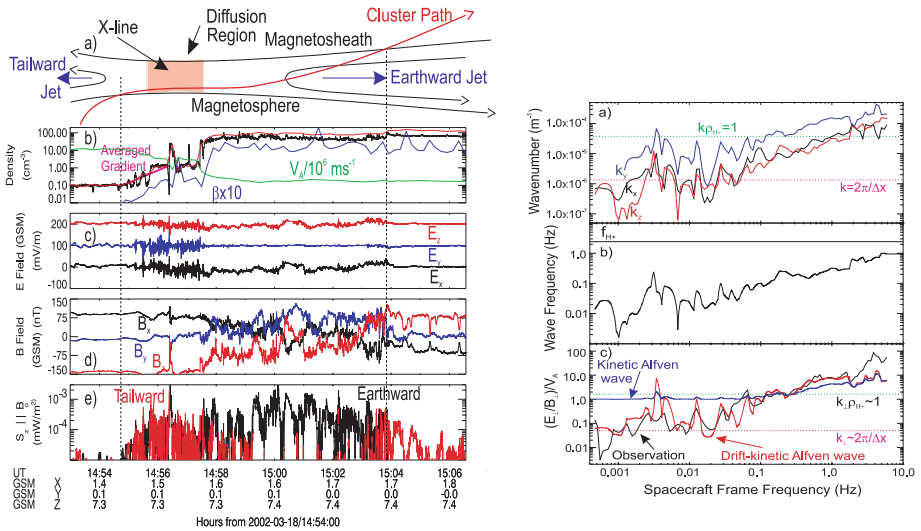 a)
X-line
Diffusion
Region
Magnetosheath
Cluster Path
Tailward
Jet
Earthward Jet
Magnetosphere
b)
100.00
10.00
1.00
0.10
0.01
Density
(cm⁻³)
Averaged
Gradient
V_A/10⁶ ms⁻¹
βx10
c)
200
100
0
E Field (GSM)
(mV/m)
E_z
E_y
E_x
150
75
0
-75
-150
B Field
(GSM) (nT)
B_x
B_y
B_z
d)
e)
10⁻³
10⁻⁴
S_z || B_o
(mW/m²)
Tailward
Earthward
UT 14:54 14:56 14:58 15:00 15:02 15:04 15:06
GSM X 1.4 1.5 1.6 1.6 1.7 1.7 1.8
GSM Y 0.1 0.1 0.1 0.1 0.0 0.0 -0.0
GSM Z 7.3 7.3 7.3 7.4 7.4 7.4 7.4
Hours from 2002-03-18/14:54:00
a)
1.0x10⁻⁴
1.0x10⁻⁵
1.0x10⁻⁶
1.0x10⁻⁷
Wavenumber (m⁻¹)
kρ_H+=1
k_y
k_x
k_z
k=2π/Δx
f_H+
b)
1.0
0.1
0.01
Wave Frequency (Hz)
c)
100
10.0
1.0
0.1
0.01
(E⊥/B⊥)/V_A
Kinetic Alfven
wave
k⊥ρ_H+~1
k⊥~2π/Δx
Observation
Drift-kinetic Alfven wave
0.001 0.01 0.1 1.0 10.0
Spacecraft Frame Frequency (Hz)